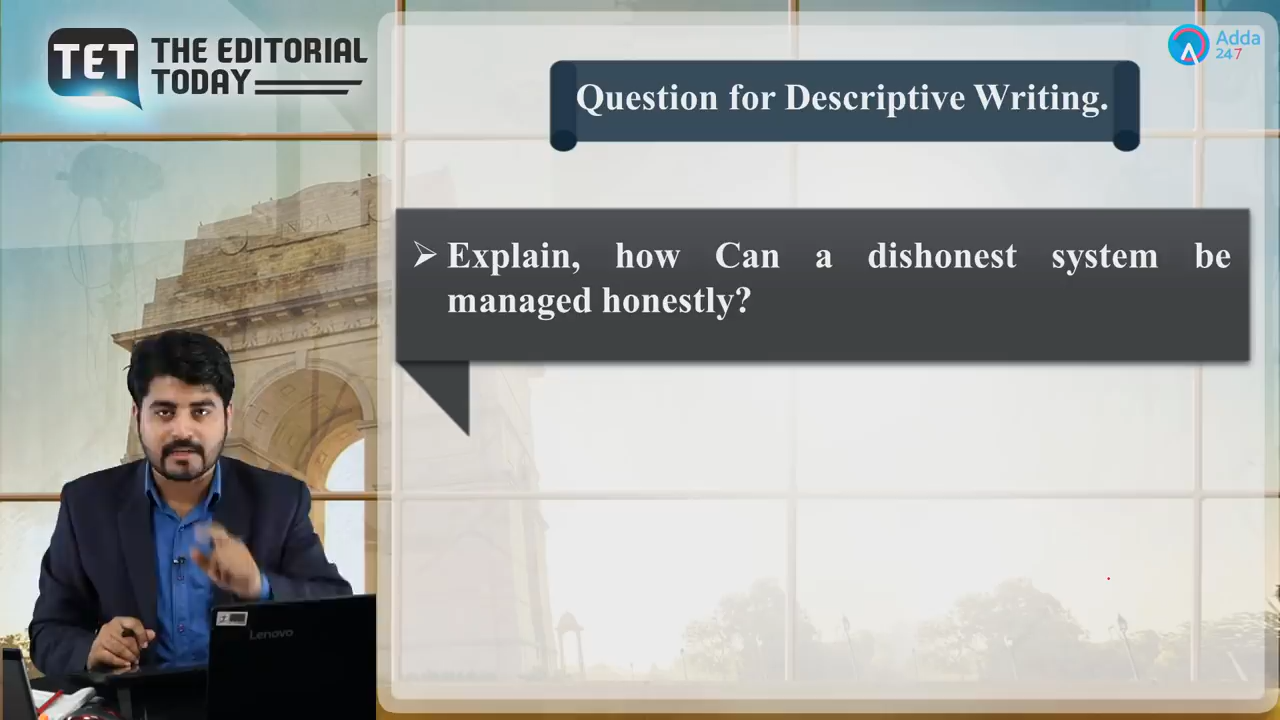 TET
THE EDITORIAL
TODAY
Adda
247
Question for Descriptive Writing.
➢ Explain, how Can a dishonest system be
managed honestly?
INDIA
Lenovo